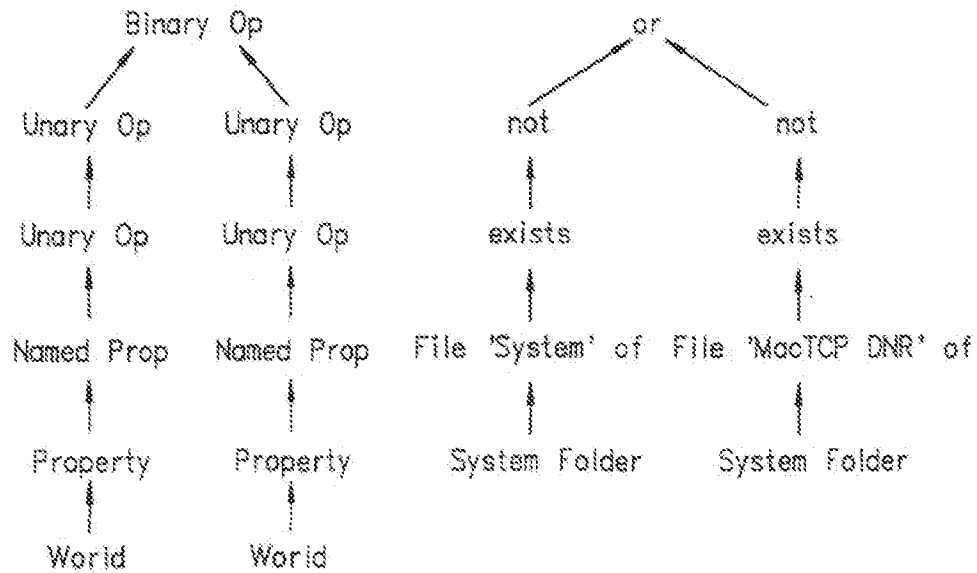 Binary Op or
Unary Op Unary Op not not
Unary Op Unary Op exists exists
Named Prop Named Prop File 'System' of File 'MacTCP DNR' of
Property Property System Folder System Folder
World World